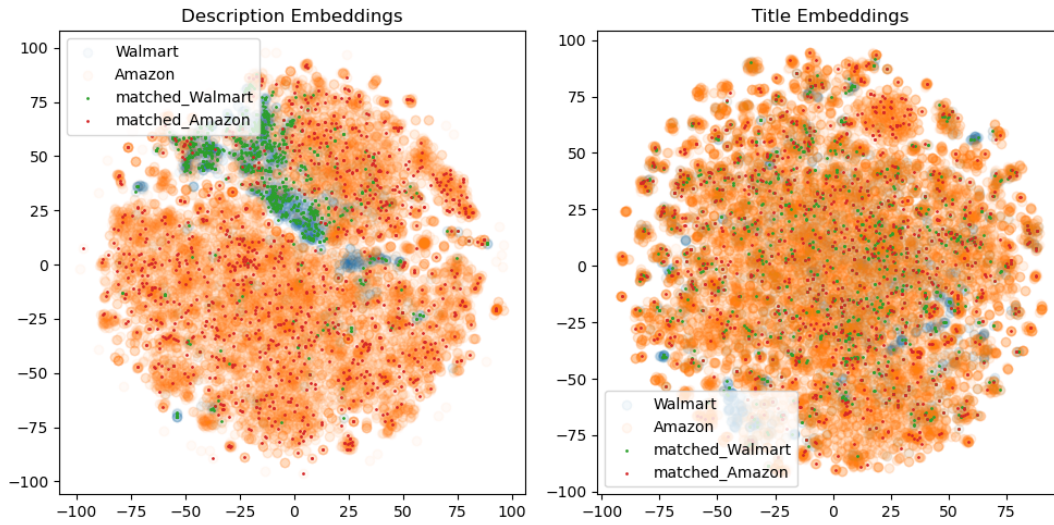 Description Embeddings
Walmart
Amazon
matched_Walmart
matched_Amazon
100
75
50
25
0
−25
−50
−75
−100
−100 −75 −50 −25 0 25 50 75 100
Title Embeddings
100
75
50
25
0
−25
−50
−75
−100
Walmart
Amazon
matched_Walmart
matched_Amazon
−100 −75 −50 −25 0 25 50 75